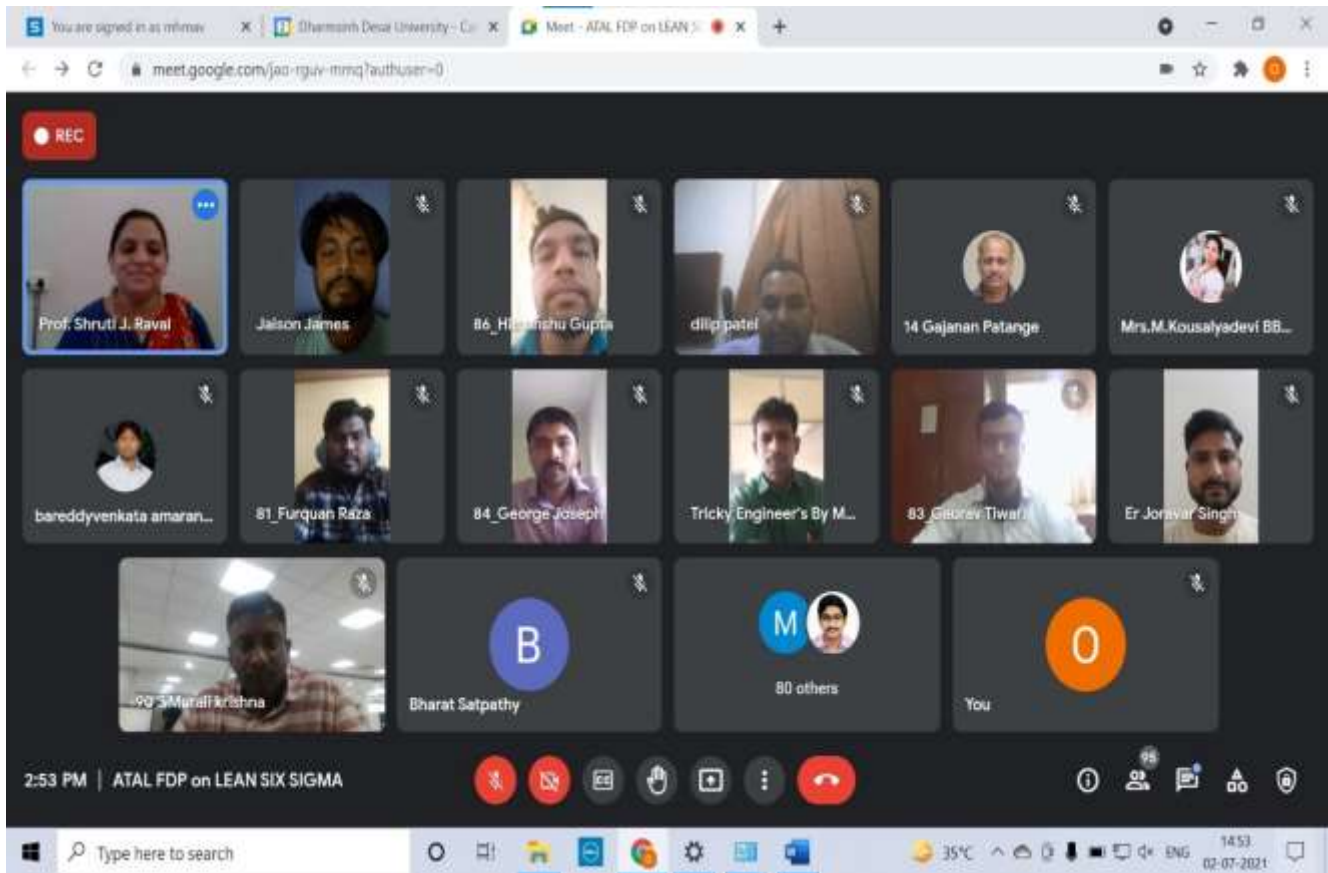 You are signed in as mhmav
Dharmsinh Desai University - Ca
Meet - ATAL FDP on LEAN S
meet.google.com/jao-rguv-mmq?authuser=0
REC
Prof. Shruti J. Raval
Jaison James
86_Himanshu Gupta
dilip patel
14 Gajanan Patange
Mrs.M.Kousalyadevi BB...
bareddyvenkata amaran...
81_Furquan Raza
84_George Joseph
Tricky Engineer's By M...
83_Gaurav Tiwari
Er Joravar Singh
90 S Murali krishna
B
Bharat Satpathy
M
80 others
O
You
2:53 PM | ATAL FDP on LEAN SIX SIGMA
95
Type here to search
35°C
ENG
14:53
02-07-2021